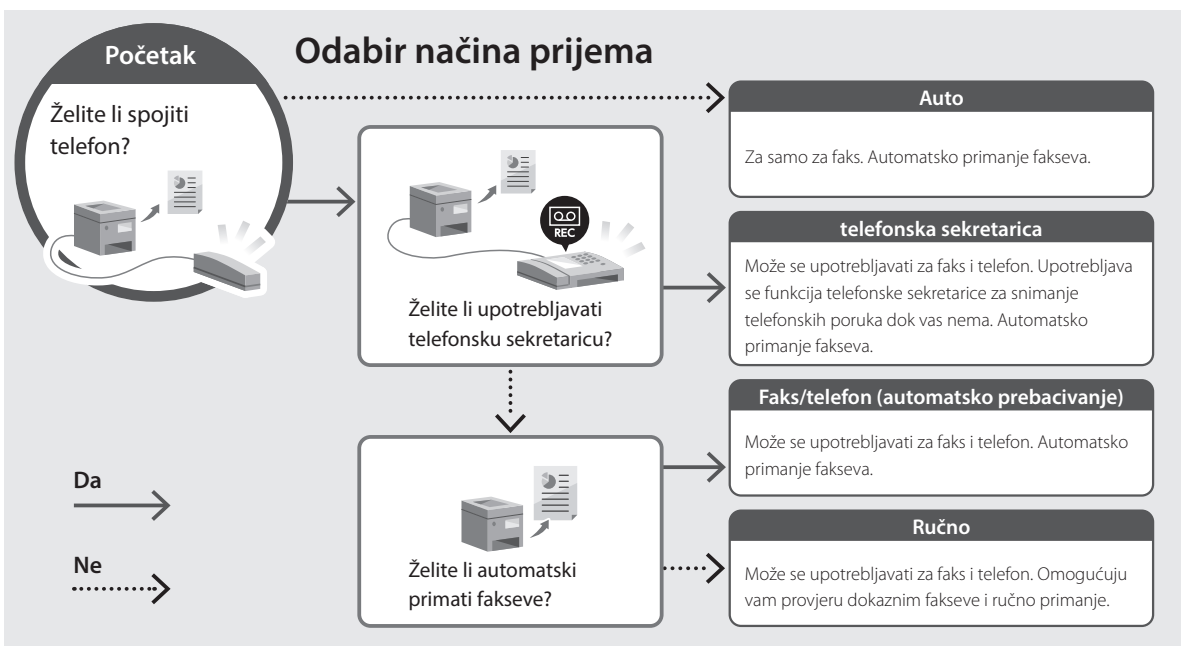 Početak
Odabir načina prijema
Želite li spojiti
telefon?
Auto
Za samo za faks. Automatsko primanje fakseva.
REC
Želite li upotrebljavati
telefonsku sekretaricu?
telefonska sekretarica
Može se upotrebljavati za faks i telefon. Upotrebljava
se funkcija telefonske sekretarice za snimanje
telefonskih poruka dok vas nema. Automatsko
primanje fakseva.
Faks/telefon (automatsko prebacivanje)
Može se upotrebljavati za faks i telefon. Automatsko
primanje fakseva.
Da
Ne
Želite li automatski
primati fakseve?
Ručno
Može se upotrebljavati za faks i telefon. Omogućuju
vam provjeru dokaznim fakseve i ručno primanje.